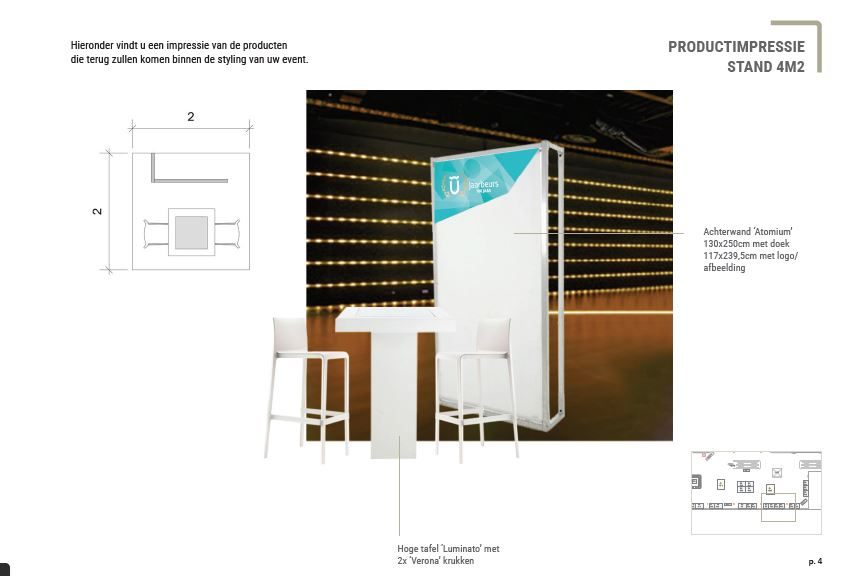 Hieronder vindt u een impressie van de producten
die terug zullen komen binnen de styling van uw event.
PRODUCTIMPRESSIE
STAND 4M2
2
2
Jaarbeurs
Achterwand 'Atomium'
130x250cm met doek
117x239,5cm met logo/
afbeelding
Hoge tafel 'Luminato' met
2x 'Verona' krukken
p. 4